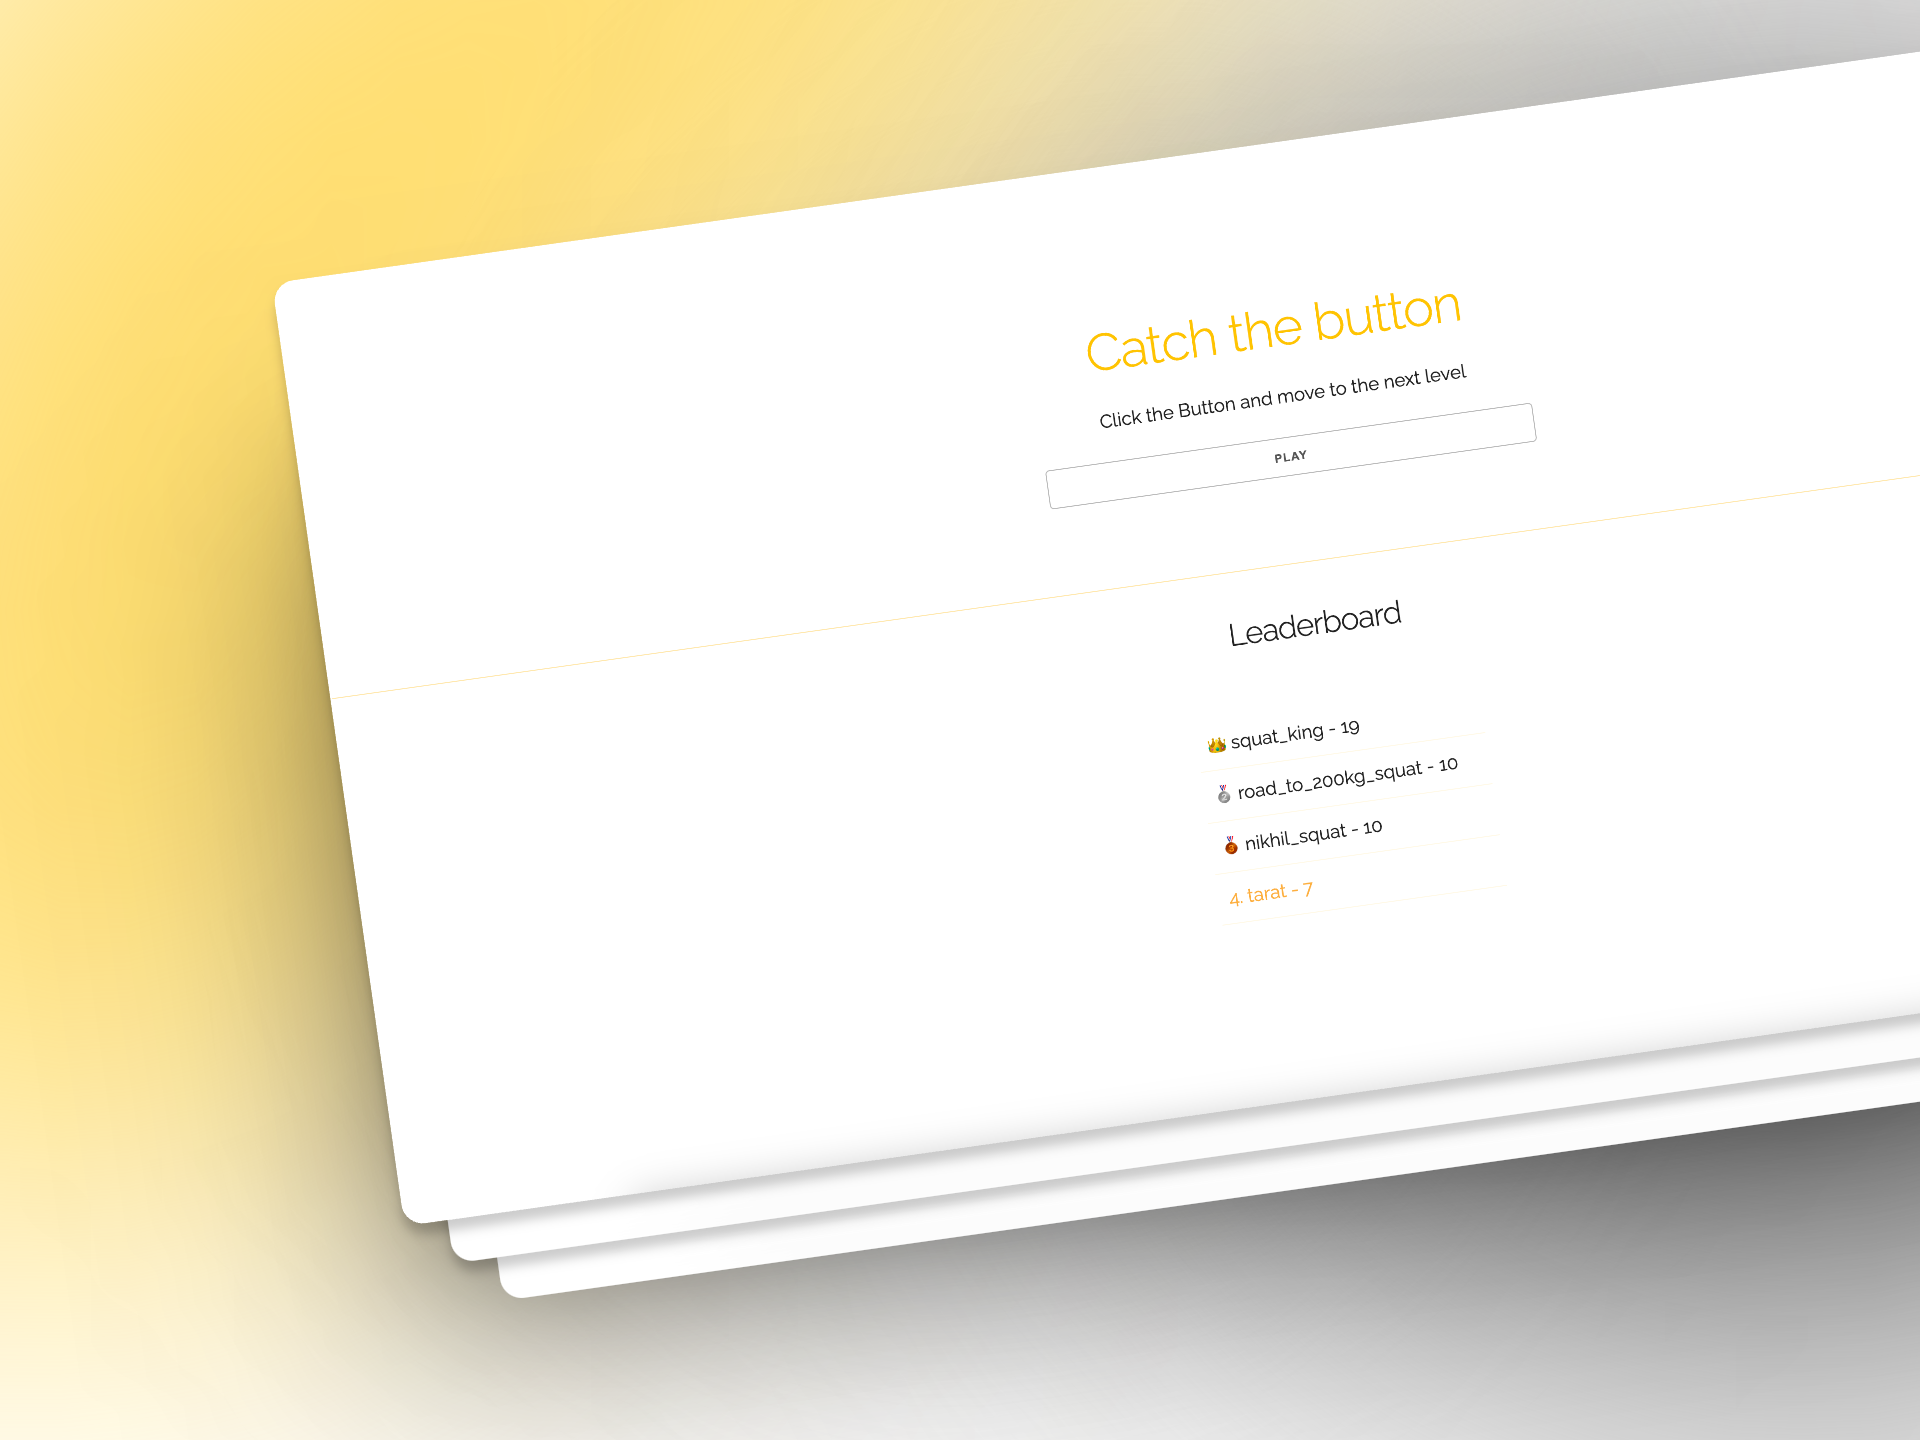 Catch the button
Click the Button and move to the next level
PLAY
Leaderboard
squat_king - 19
road_to_200kg_squat - 10
nikhil_squat - 10
4. tarat - 7